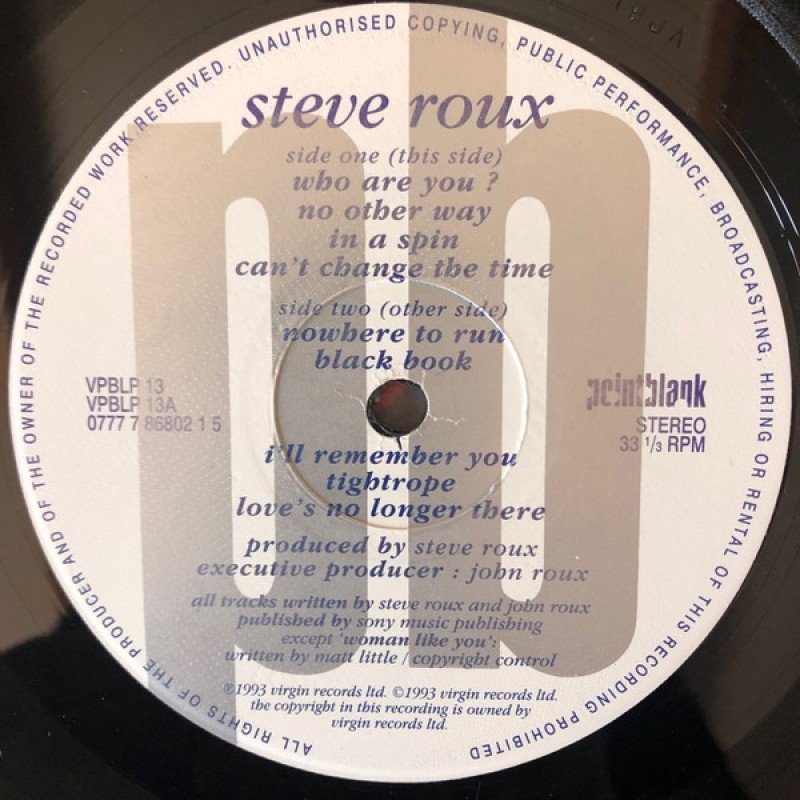 ALL RIGHTS OF THE PRODUCER AND OF THE OWNER OF THE RECORDED WORK RESERVED. UNAUTHORISED COPYING, PUBLIC PERFORMANCE, BROADCASTING, HIRING OR RENTAL OF THIS RECORDING PROHIBITED
pb
steve roux
side one (this side)
who are you ?
no other way
in a spin
can't change the time
side two (other side)
nowhere to run
black book
VPBLP 13
VPBLP 13A
0777 7 86802 1 5
pointblank
STEREO
33 1/3 RPM
i'll remember you
tightrope
love's no longer there
produced by steve roux
executive producer : john roux
all tracks written by steve roux and john roux
published by sony music publishing
except 'woman like you':
written by matt little / copyright control
©1993 virgin records ltd. ©1993 virgin records ltd.
the copyright in this recording is owned by
virgin records ltd.